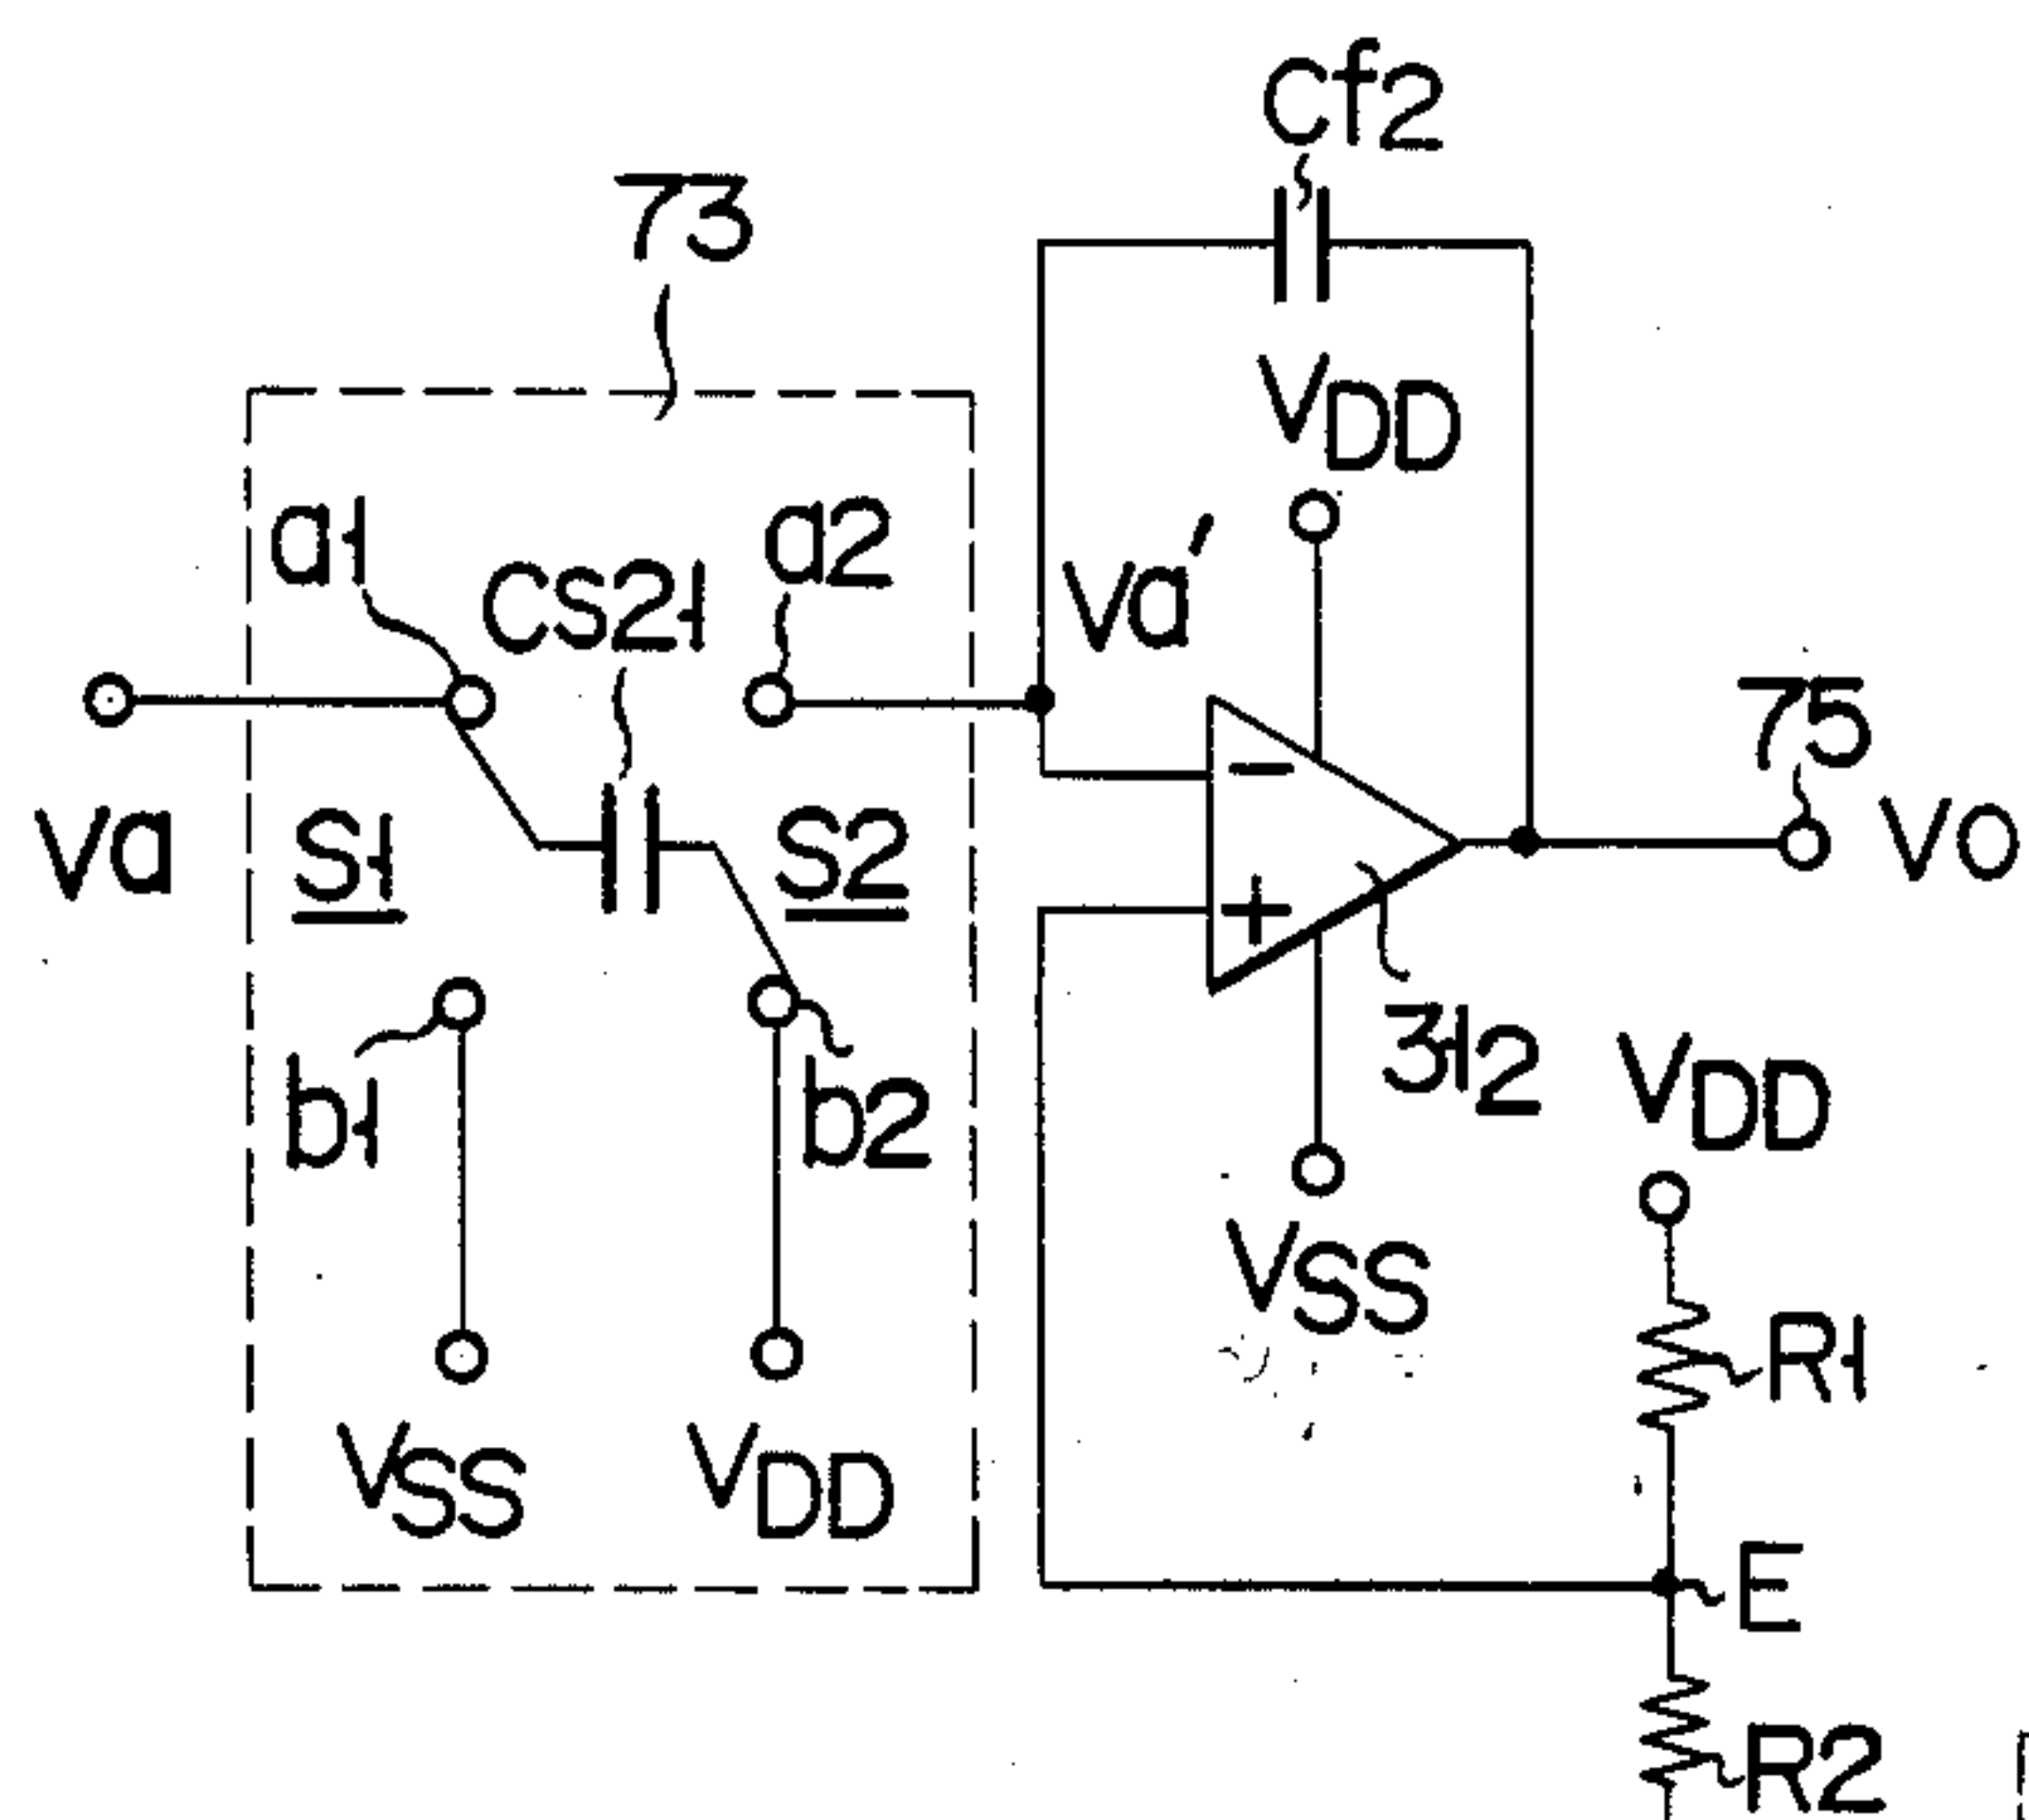 Cf2
73
VDD
a1
CS21
a2
Va′
75
Va
S1
S2
VO
b1
b2
312
VDD
VSS
R1
VSS
VDD
E
R2